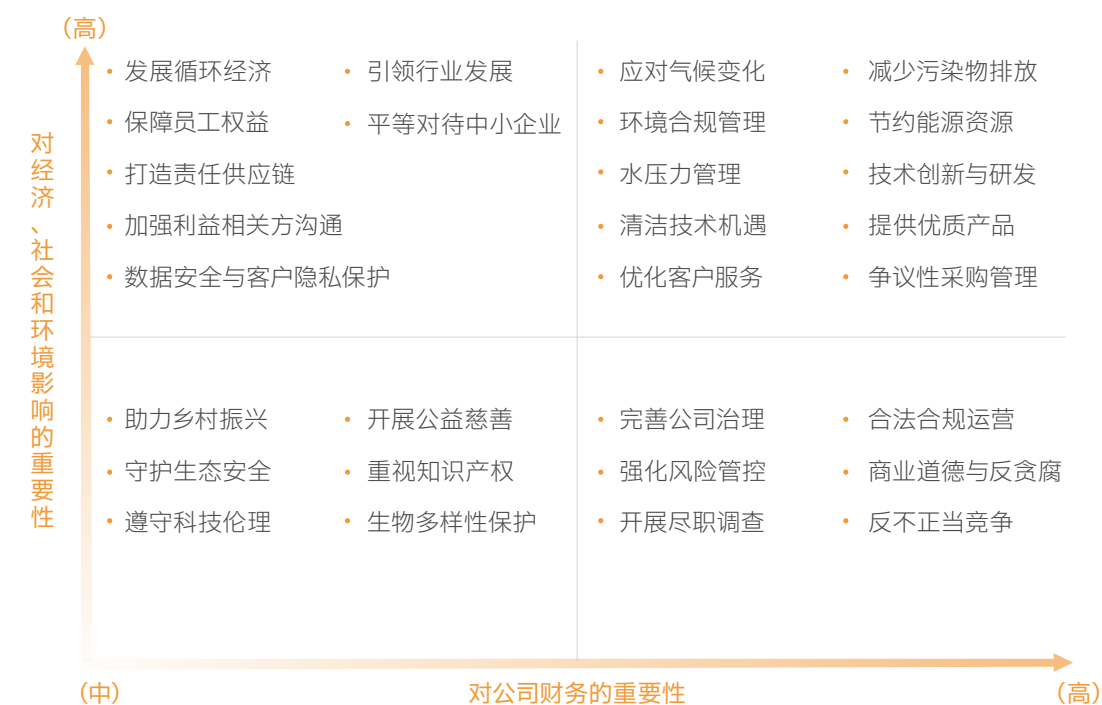 （高）
对经济、社会和环境影响的重要性
发展循环经济
引领行业发展
保障员工权益
平等对待中小企业
打造责任供应链
加强利益相关方沟通
数据安全与客户隐私保护
应对气候变化
减少污染物排放
环境合规管理
节约能源资源
水压力管理
技术创新与研发
清洁技术机遇
提供优质产品
优化客户服务
争议性采购管理
助力乡村振兴
开展公益慈善
守护生态安全
重视知识产权
遵守科技伦理
生物多样性保护
完善公司治理
合法合规运营
强化风险管控
商业道德与反贪腐
开展尽职调查
反不正当竞争
（中）
对公司财务的重要性
（高）